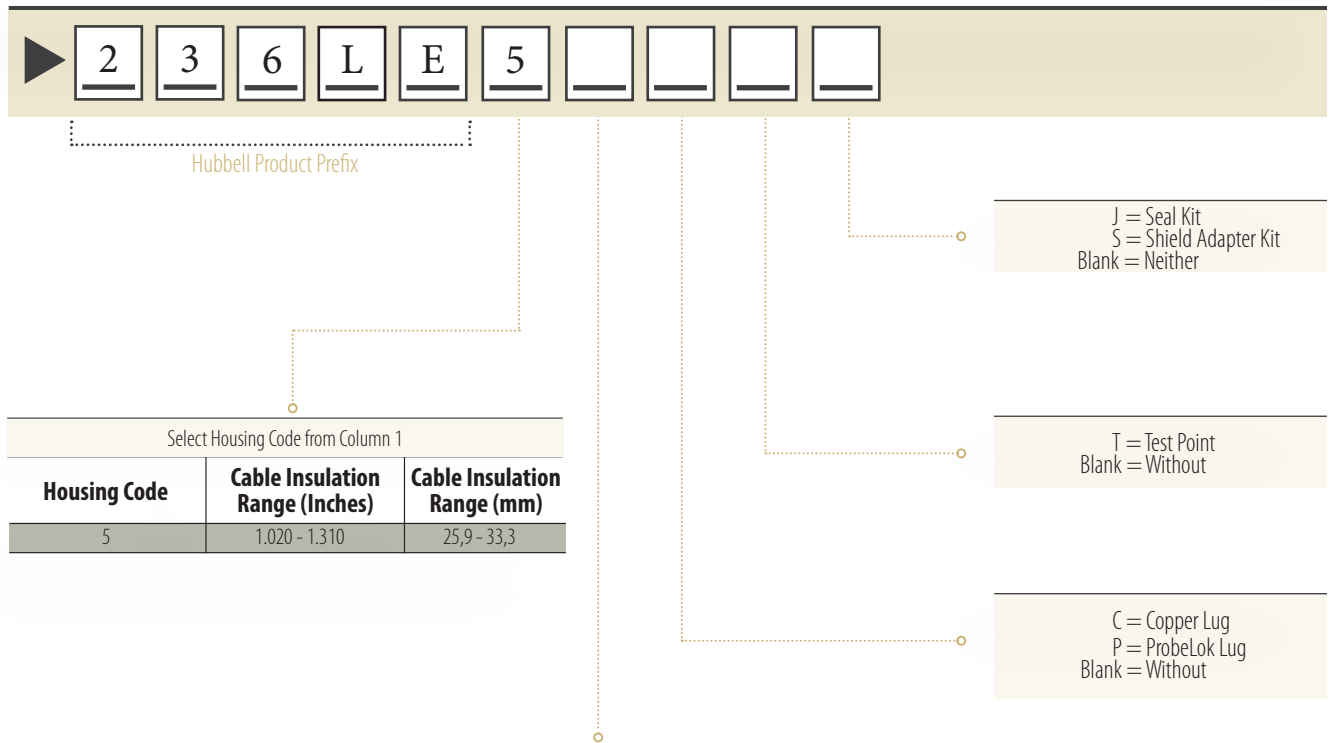 2 3 6 L E 5
Hubbell Product Prefix
J = Seal Kit
S = Shield Adapter Kit
Blank = Neither
Select Housing Code from Column 1
Housing Code Cable Insulation Range (Inches) Cable Insulation Range (mm)
5 1.020 - 1.310 25,9 - 33,3
T = Test Point
Blank = Without
C = Copper Lug
P = ProbeLok Lug
Blank = Without